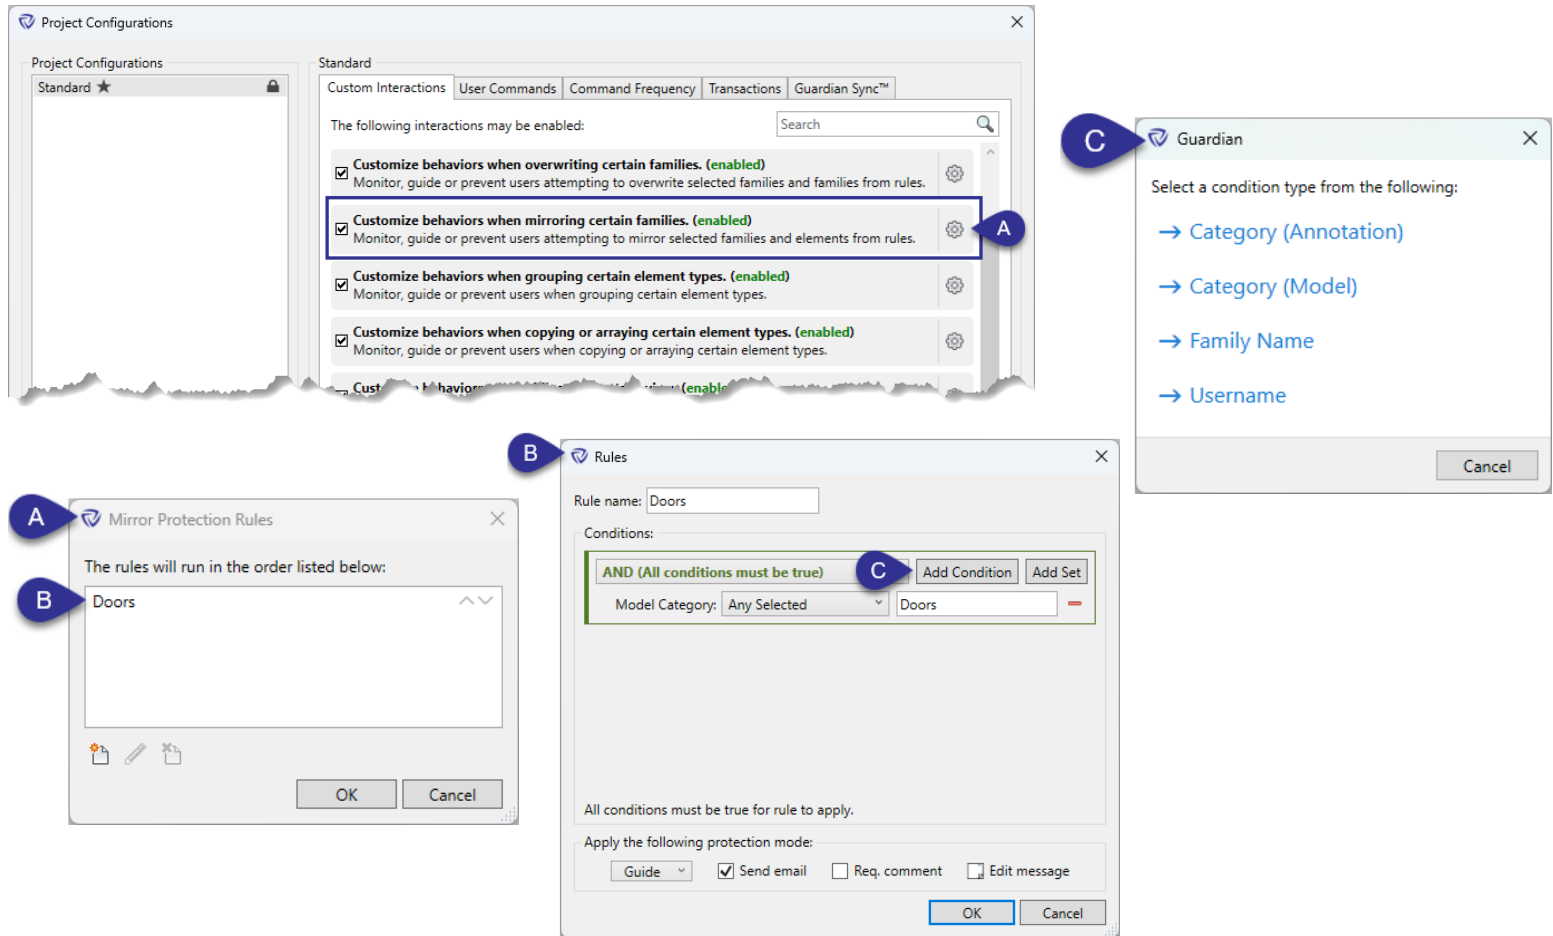 Project Configurations
Project Configurations
Standard ★
Standard
Custom Interactions
User Commands
Command Frequency
Transactions
Guardian Sync™
The following interactions may be enabled:
Search
Customize behaviors when overwriting certain families. (enabled)
Monitor, guide or prevent users attempting to overwrite selected families and families from rules.
Customize behaviors when mirroring certain families. (enabled)
Monitor, guide or prevent users attempting to mirror selected families and elements from rules.
A
Customize behaviors when grouping certain element types. (enabled)
Monitor, guide or prevent users when grouping certain element types.
Customize behaviors when copying or arraying certain element types. (enabled)
Monitor, guide or prevent users when copying or arraying certain element types.
C
Guardian
Select a condition type from the following:
→ Category (Annotation)
→ Category (Model)
→ Family Name
→ Username
Cancel
A
Mirror Protection Rules
The rules will run in the order listed below:
B
Doors
OK
Cancel
B
Rules
Rule name: Doors
Conditions:
AND (All conditions must be true)
C
Add Condition
Add Set
Model Category: Any Selected
Doors
All conditions must be true for rule to apply.
Apply the following protection mode:
Guide
Send email
Req. comment
Edit message
OK
Cancel